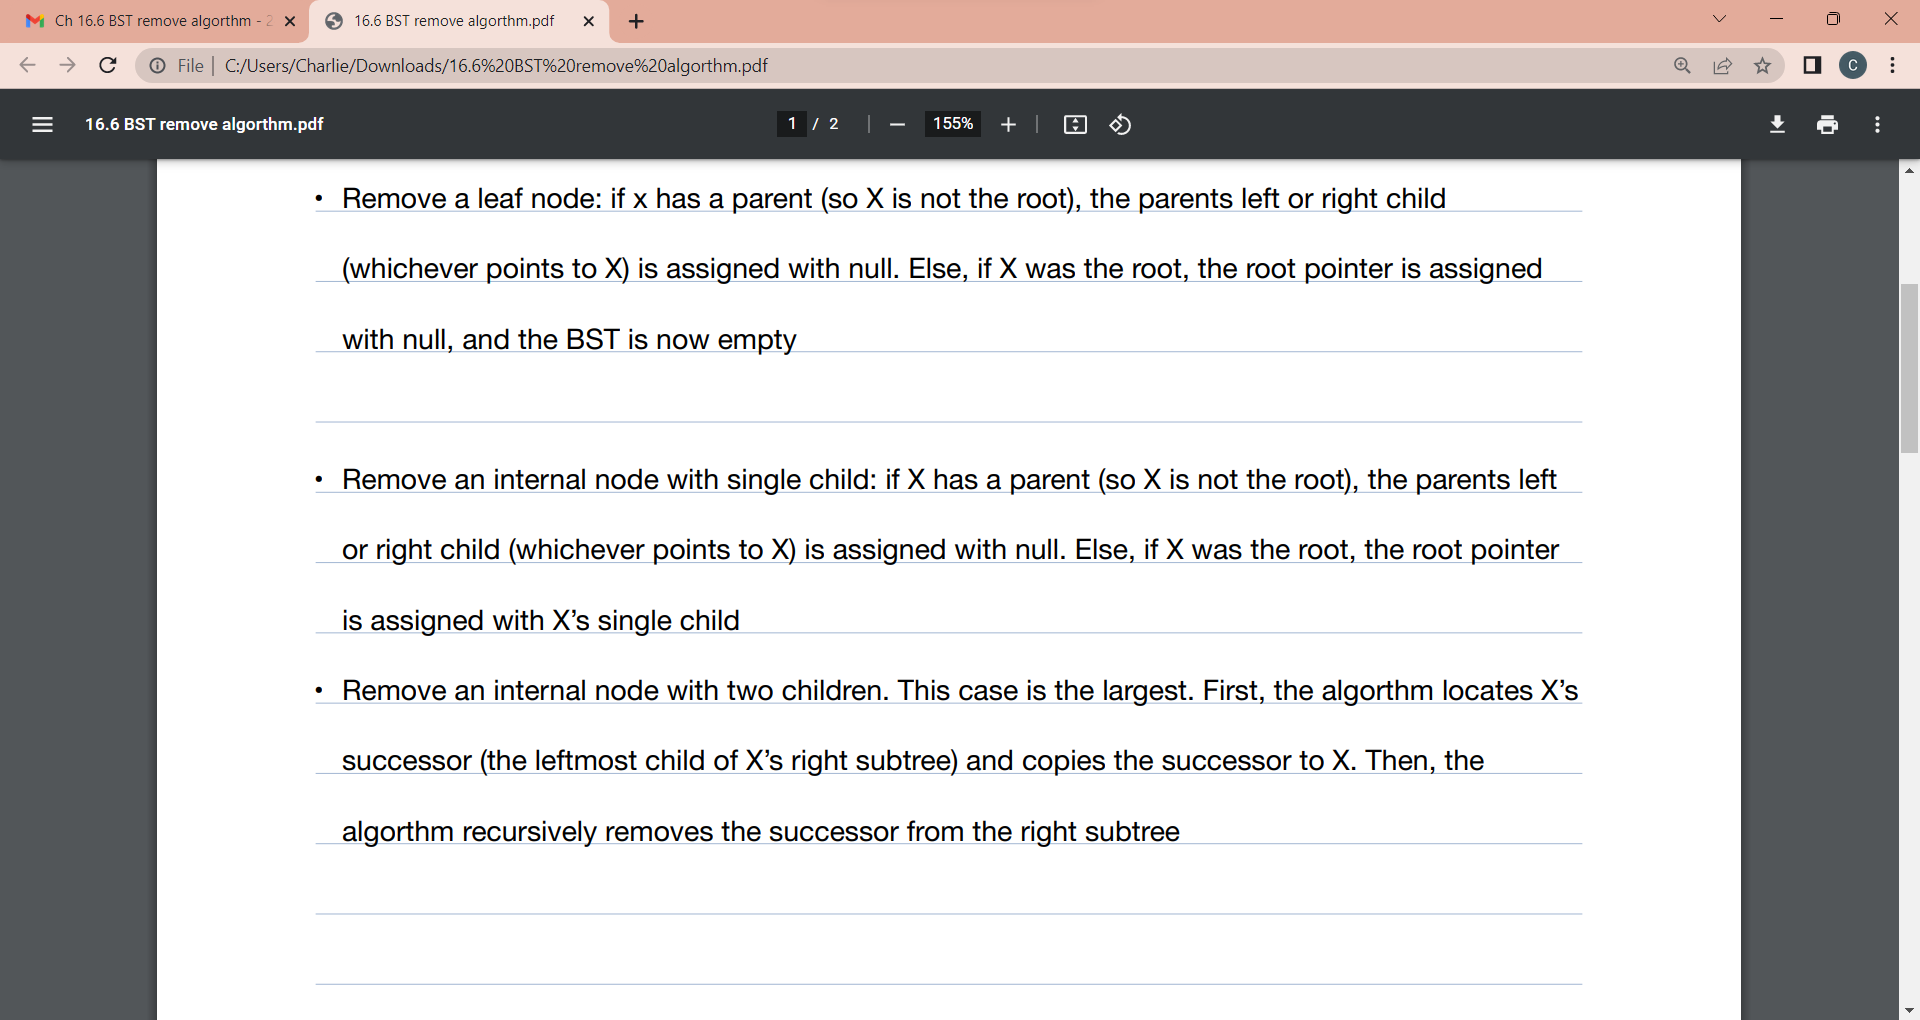 Ch 16.6 BST remove algorthm - 2
16.6 BST remove algorthm.pdf
File | C:/Users/Charlie/Downloads/16.6%20BST%20remove%20algorthm.pdf
C
16.6 BST remove algorthm.pdf
1 / 2 | 155% |
• Remove a leaf node: if x has a parent (so X is not the root), the parents left or right child
(whichever points to X) is assigned with null. Else, if X was the root, the root pointer is assigned
with null, and the BST is now empty
• Remove an internal node with single child: if X has a parent (so X is not the root), the parents left
or right child (whichever points to X) is assigned with null. Else, if X was the root, the root pointer
is assigned with X’s single child
• Remove an internal node with two children. This case is the largest. First, the algorthm locates X’s
successor (the leftmost child of X’s right subtree) and copies the successor to X. Then, the
algorthm recursively removes the successor from the right subtree